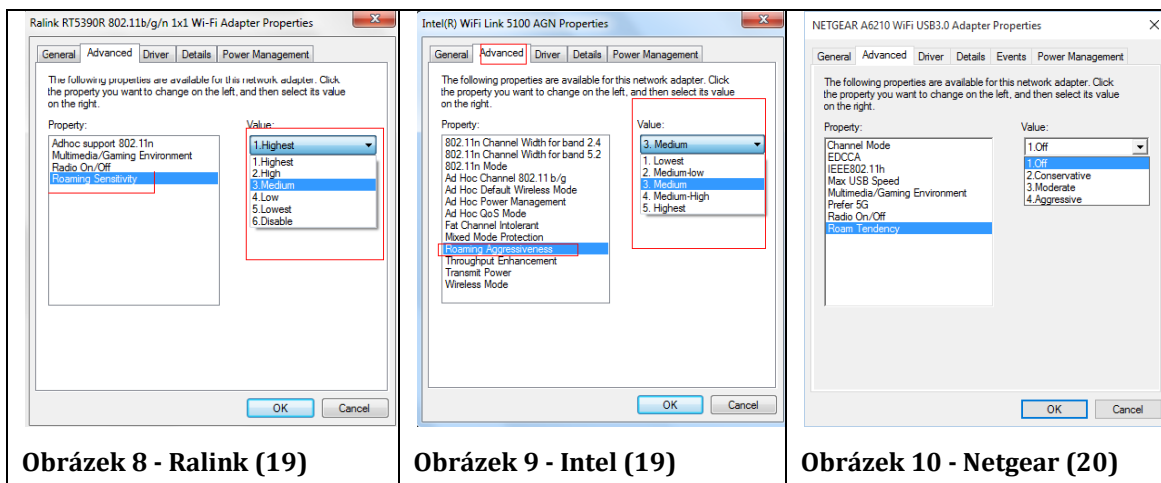 Ralink RT5390R 802.11b/g/n 1x1 Wi-Fi Adapter Properties
General Advanced Driver Details Power Management
The following properties are available for this network adapter. Click
the property you want to change on the left, and then select its value
on the right.
Property: Value:
Adhoc support 802.11n
Multimedia/Gaming Environment
Radio On/Off
Roaming Sensitivity
1.Highest
1.Highest
2.High
3.Medium
4.Low
5.Lowest
6.Disable
OK Cancel
Obrázek 8 - Ralink (19)
Intel(R) WiFi Link 5100 AGN Properties
General Advanced Driver Details Power Management
The following properties are available for this network adapter. Click
the property you want to change on the left, and then select its value
on the right.
Property: Value:
802.11n Channel Width for band 2.4
802.11n Channel Width for band 5.2
802.11n Mode
Ad Hoc Channel 802.11 b/g
Ad Hoc Default Wireless Mode
Ad Hoc Power Management
Ad Hoc QoS Mode
Fat Channel Intolerant
Mixed Mode Protection
Roaming Aggressiveness
Throughput Enhancement
Transmit Power
Wireless Mode
3. Medium
1. Lowest
2. Medium-low
3. Medium
4. Medium-High
5. Highest
OK Cancel
Obrázek 9 - Intel (19)
NETGEAR A6210 WiFi USB3.0 Adapter Properties
General Advanced Driver Details Events Power Management
The following properties are available for this network adapter. Click
the property you want to change on the left, and then select its value
on the right.
Property: Value:
Channel Mode
EDCCA
IEEE802.11h
Max USB Speed
Multimedia/Gaming Environment
Prefer 5G
Radio On/Off
Roam Tendency
1.Off
1.Off
2.Conservative
3.Moderate
4.Aggressive
OK Cancel
Obrázek 10 - Netgear (20)